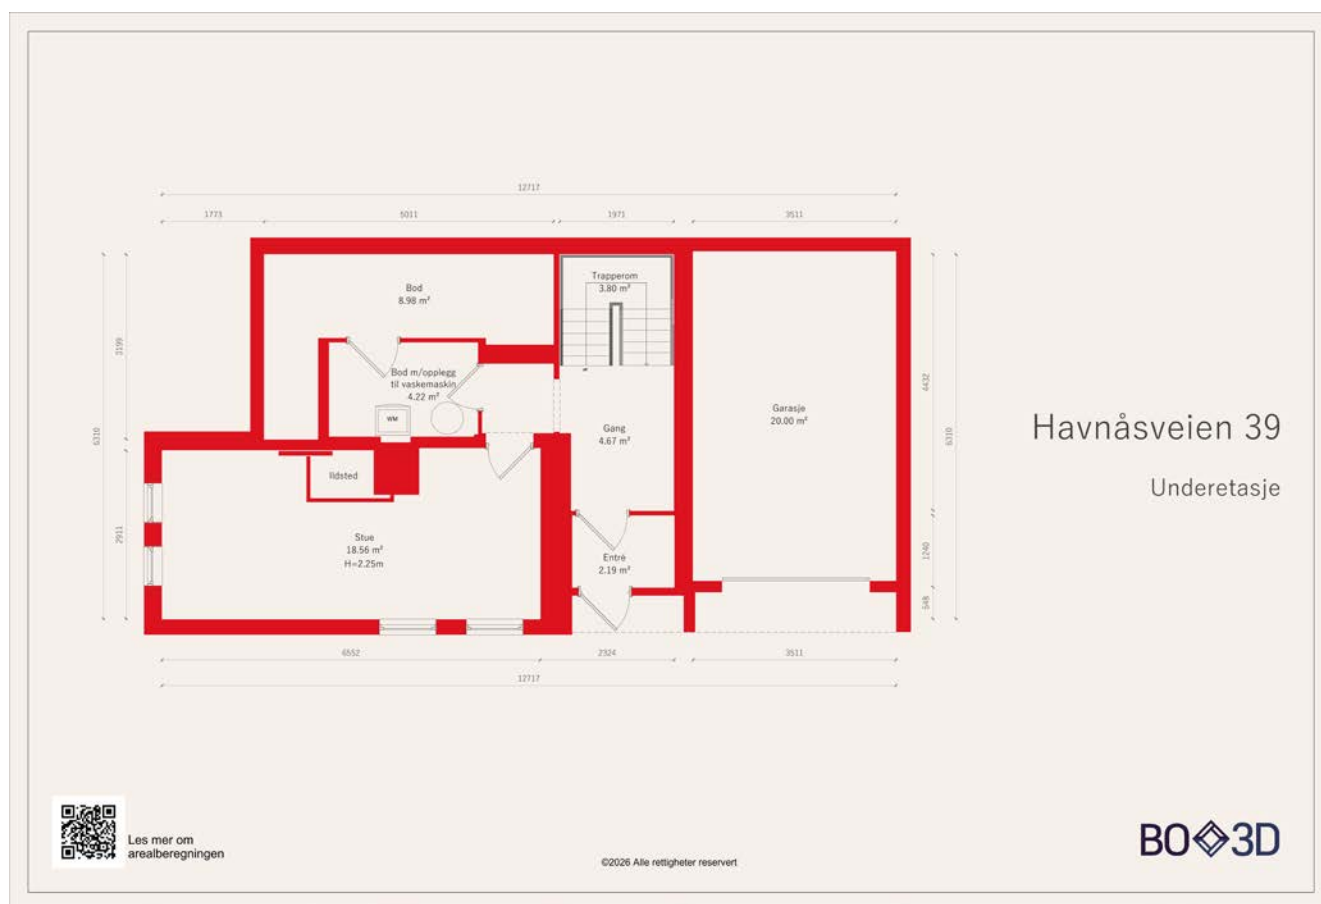 12717
1773
5011
1971
3511
Trapperom
3.80 m²
Bod
8.98 m²
3199
4432
6310
6310
Bod m/opplegg
til vaskemaskin
4.22 m²
WM
Garasje
20.00 m²
Gang
4.67 m²
Havnåsveien 39
Underetasje
Ildsted
2911
Stue
18.56 m²
H=2.25m
Entrè
2.19 m²
1240
548
6552
2324
3511
12717
Les mer om
arealberegningen
©2026 Alle rettigheter reservert
BO 3D